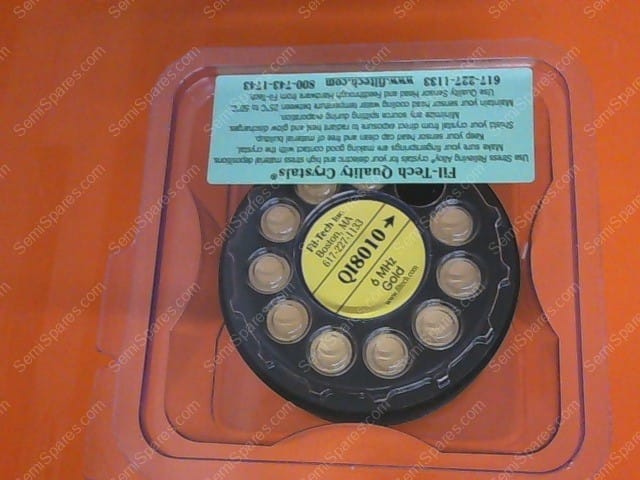 Fil-Tech Quality Crystals®
Use Stress Relieving Alloy® crystals for your dielectric and high stress material depositions.
Make sure your fingersprings are making good contact with the crystal.
Keep your sensor head cap clean and free of material buildup.
Shield your crystal from direct exposure to radiant heat and glow discharges.
Minimize any source spitting during evaporation.
Maintain your sensor head cooling water temperature between 25°C to 50°C.
Use Quality Sensor Head and Feedthrough Hardware from Fil-Tech.
617-227-1133 www.filtech.com 800-743-1743
Fil-Tech Inc.
Boston, MA
617-227-1133
QI8010
6 MHz
Gold
www.filtech.com
SemiSpares.com